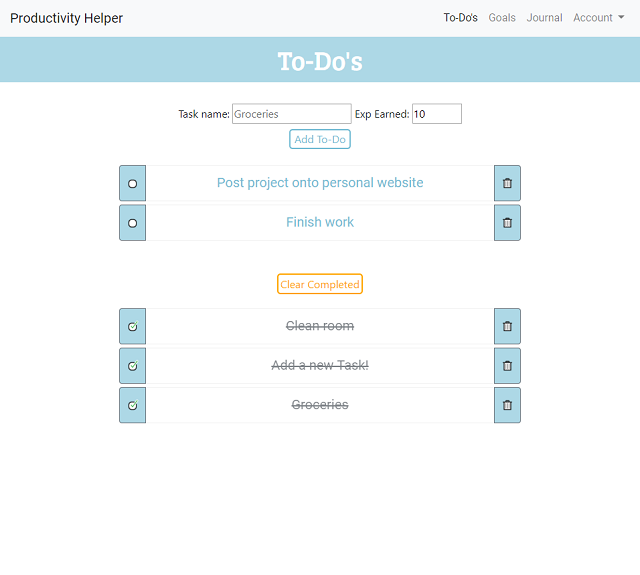 Productivity Helper To-Do's Goals Journal Account
To-Do's
Task name: Groceries Exp Earned: 10
Add To-Do
Post project onto personal website
Finish work
Clear Completed
Clean room
Add a new Task!
Groceries